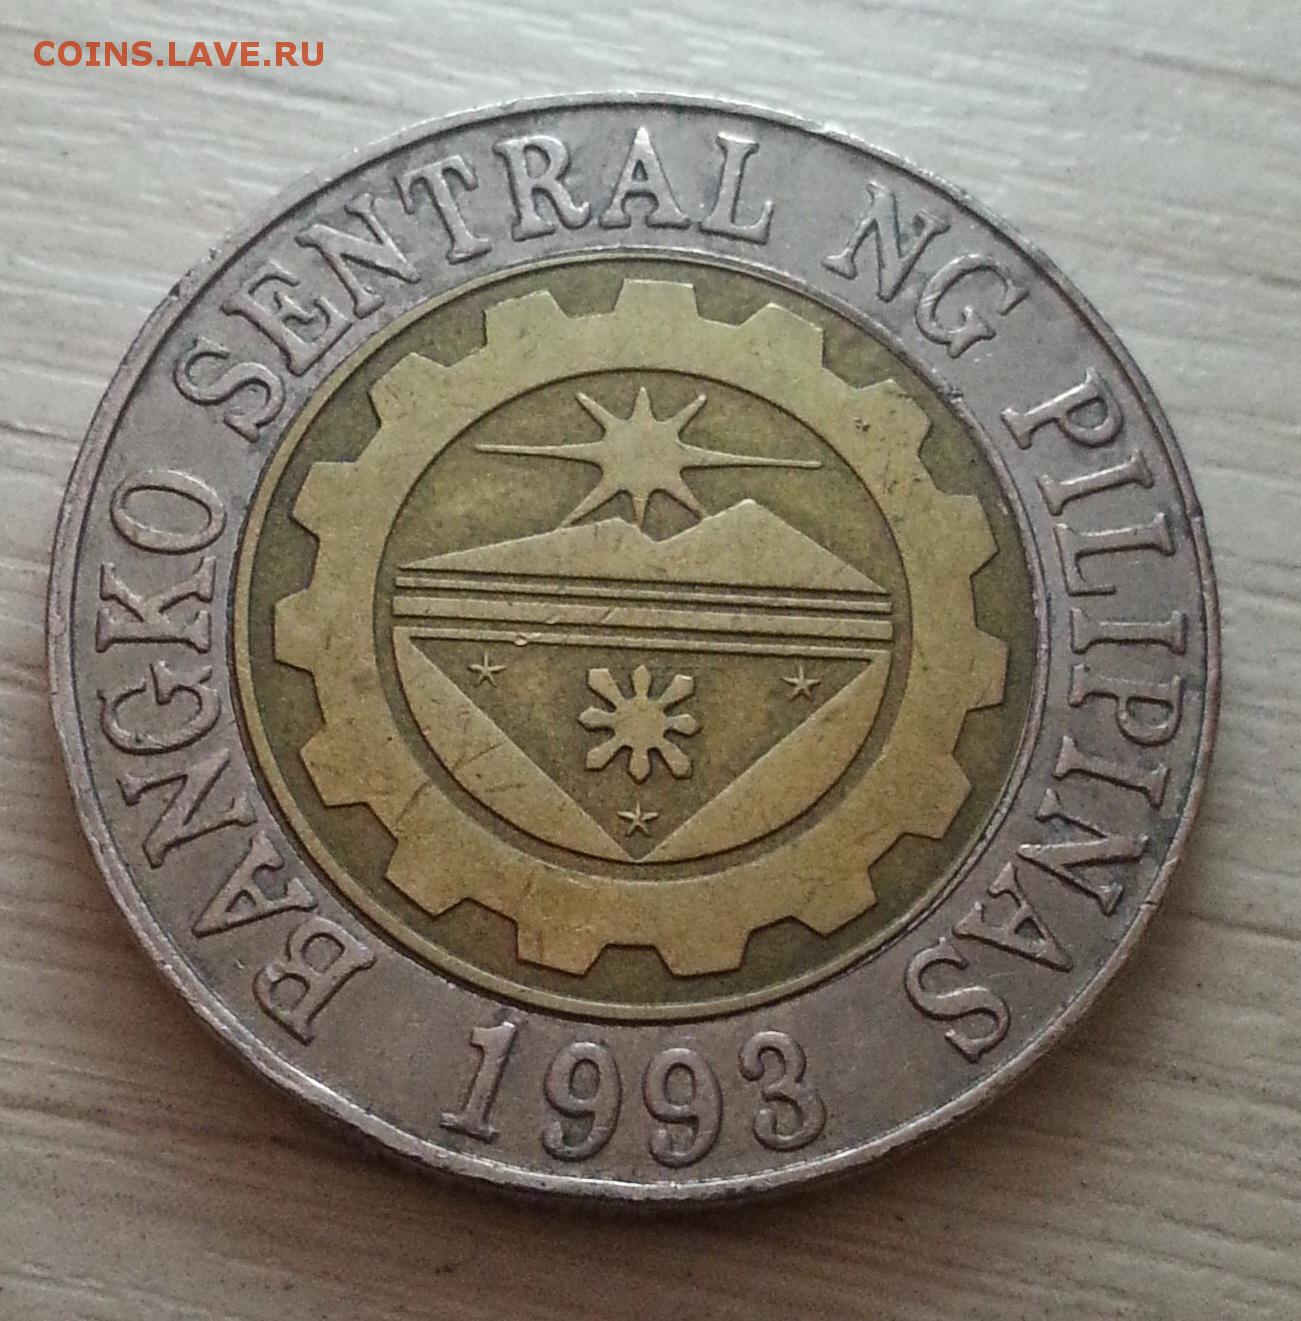 COINS.LAVE.RU
BANGKO SENTRAL NG PILIPINAS
1993